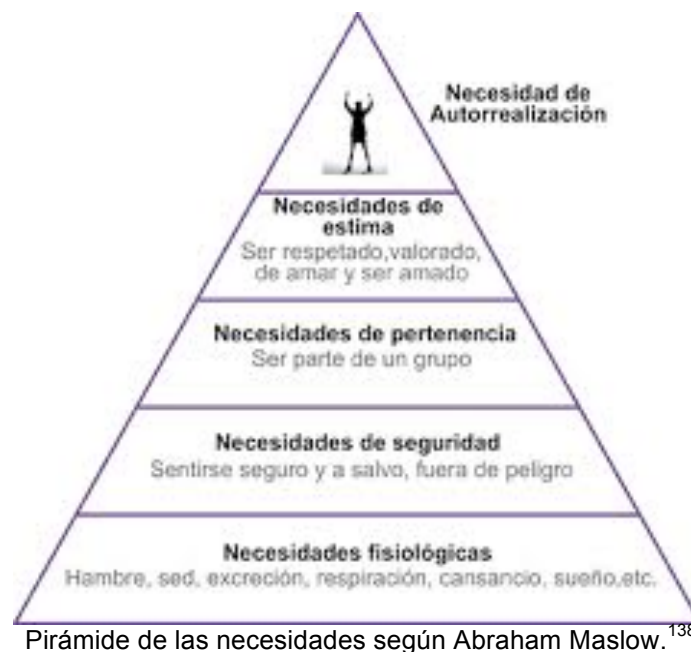 Necesidad de
Autorrealización
Necesidades de
estima
Ser respetado,valorado,
de amar y ser amado
Necesidades de pertenencia
Ser parte de un grupo
Necesidades de seguridad
Sentirse seguro y a salvo, fuera de peligro
Necesidades fisiológicas
Hambre, sed, excreción, respiración, cansancio, sueño,etc.
Pirámide de las necesidades según Abraham Maslow.138